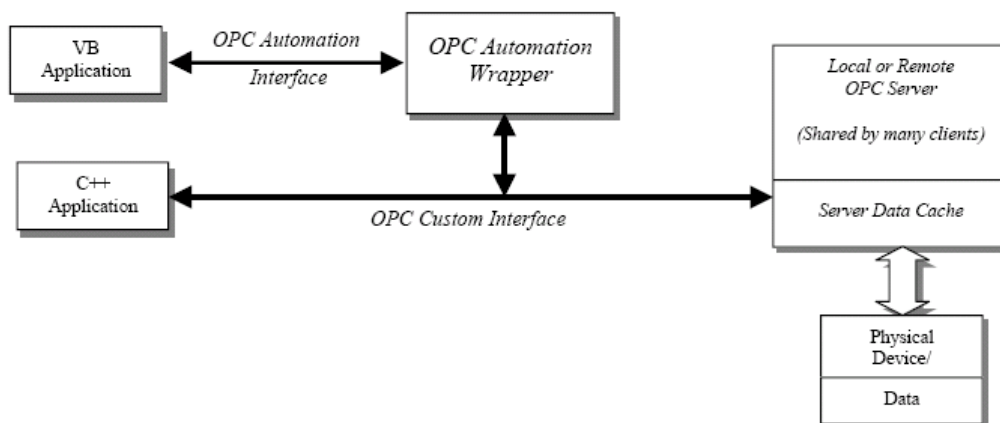 VB
Application
OPC Automation
Interface
OPC Automation
Wrapper
Local or Remote
OPC Server
(Shared by many clients)
C++
Application
OPC Custom Interface
Server Data Cache
Physical
Device/
Data